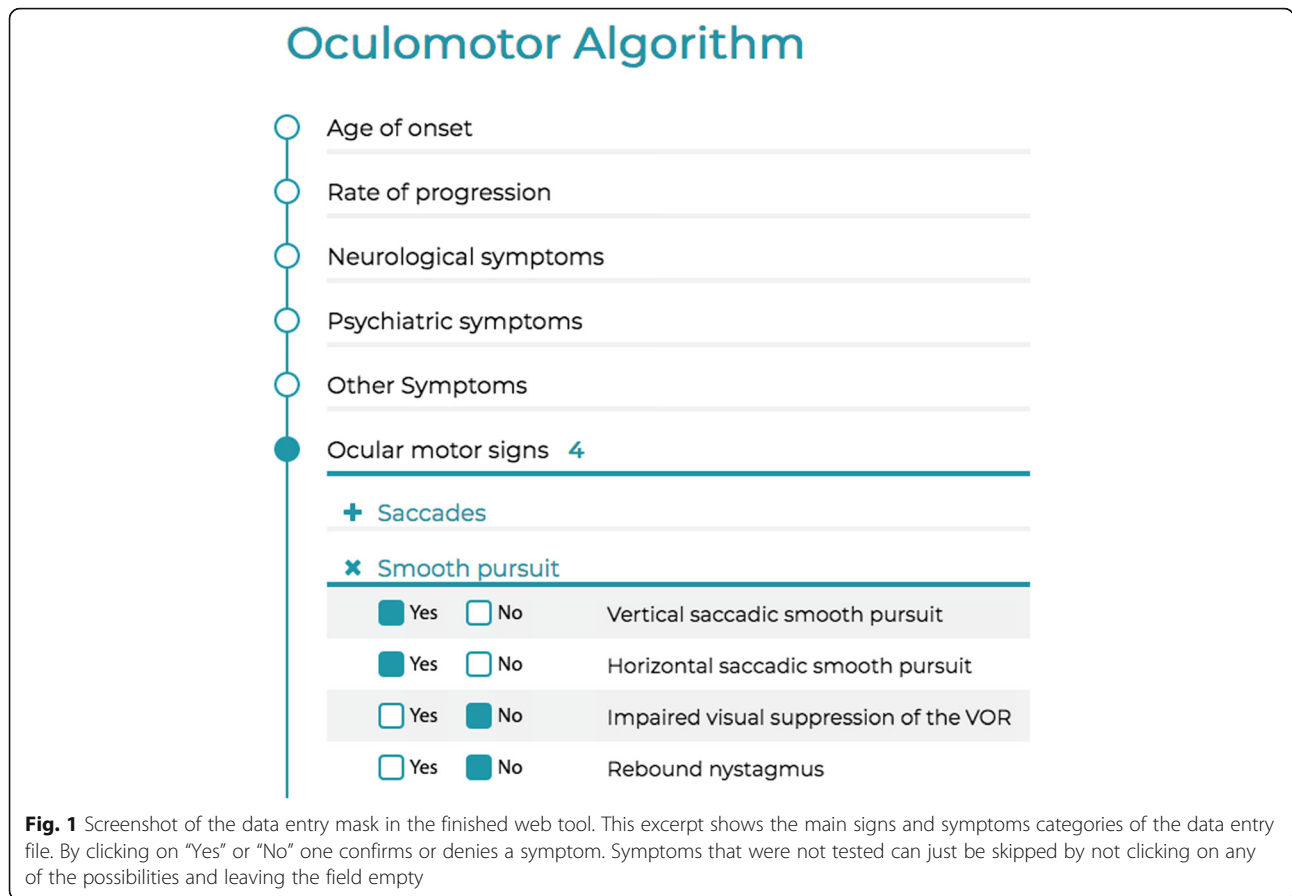 Oculomotor Algorithm
Age of onset
Rate of progression
Neurological symptoms
Psychiatric symptoms
Other Symptoms
Ocular motor signs 4
+ Saccades
× Smooth pursuit
Yes No Vertical saccadic smooth pursuit
Yes No Horizontal saccadic smooth pursuit
Yes No Impaired visual suppression of the VOR
Yes No Rebound nystagmus
Fig. 1 Screenshot of the data entry mask in the finished web tool. This excerpt shows the main signs and symptoms categories of the data entry
file. By clicking on “Yes” or “No” one confirms or denies a symptom. Symptoms that were not tested can just be skipped by not clicking on any
of the possibilities and leaving the field empty